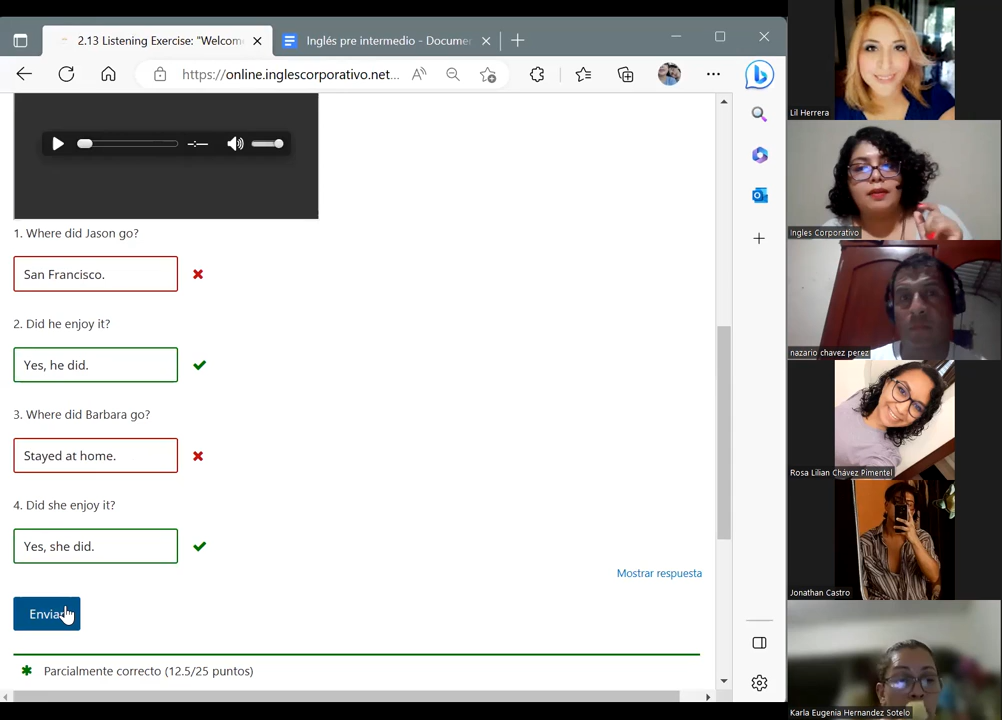 2.13 Listening Exercise: "Welcom
Inglés pre intermedio - Docume
https://online.inglescorporativo.net...
1. Where did Jason go?
San Francisco.
2. Did he enjoy it?
Yes, he did.
3. Where did Barbara go?
Stayed at home.
4. Did she enjoy it?
Yes, she did.
Mostrar respuesta
Enviar
Parcialmente correcto (12.5/25 puntos)
Lil Herrera
Ingles Corporativo
nazario chavez perez
Rosa Lilian Chávez Pimentel
Jonathan Castro
Karla Eugenia Hernandez Sotelo